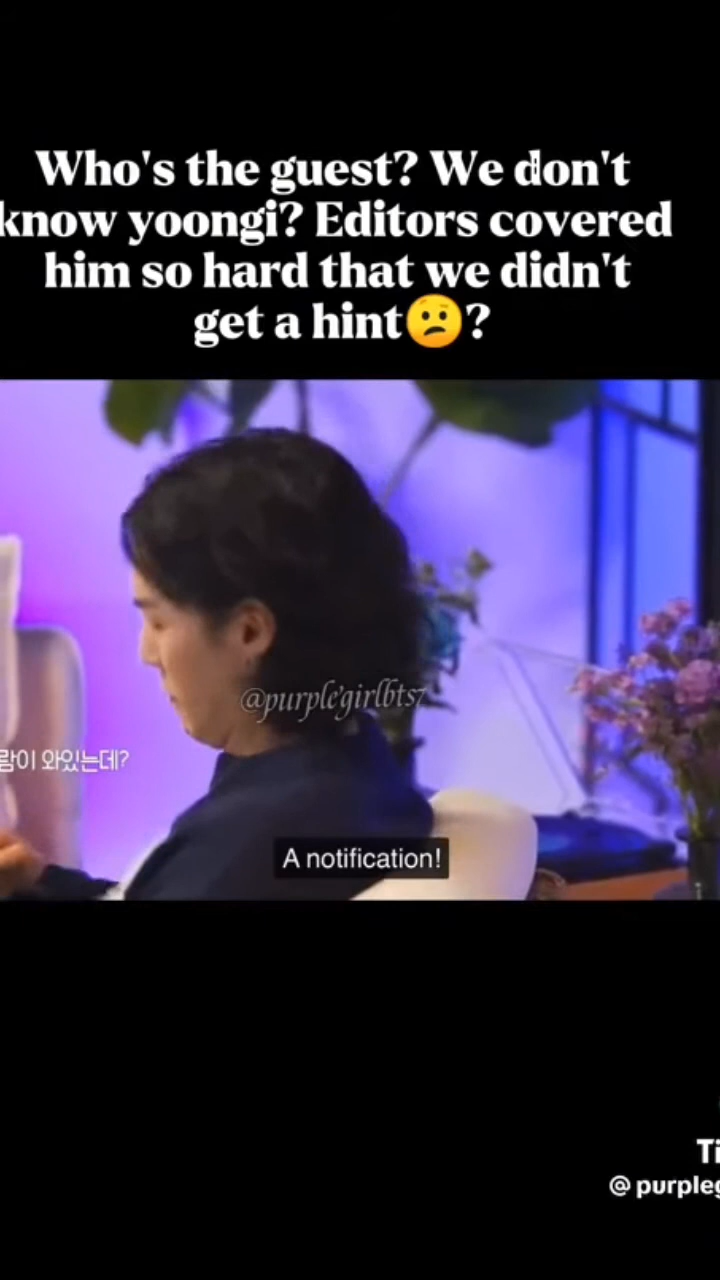 Who's the guest? We don't
know yoongi? Editors covered
him so hard that we didn't
get a hint😕?
@purplegirlbts7
람이 와있는데?
A notification!
Ti
@purpleg